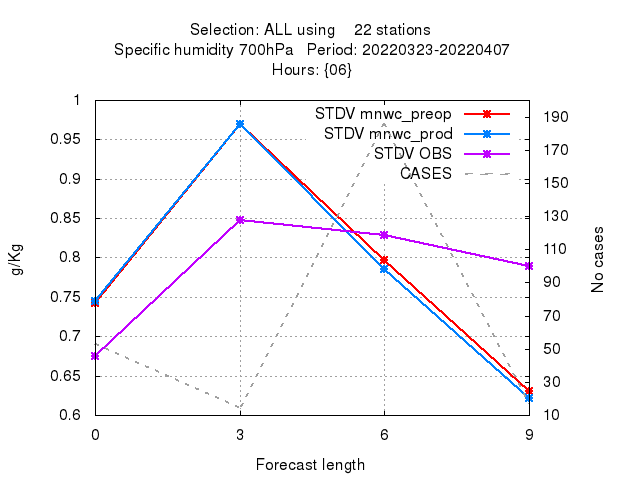 Selection: ALL using    22 stations
Specific humidity 700hPa   Period: 20220323-20220407
Hours: {06}
STDV mnwc_preop
STDV mnwc_prod
STDV OBS
CASES
1
0.95
0.9
0.85
0.8
0.75
0.7
0.65
0.6
g/Kg
190
170
150
130
110
90
70
50
30
10
No cases
0
3
6
9
Forecast length